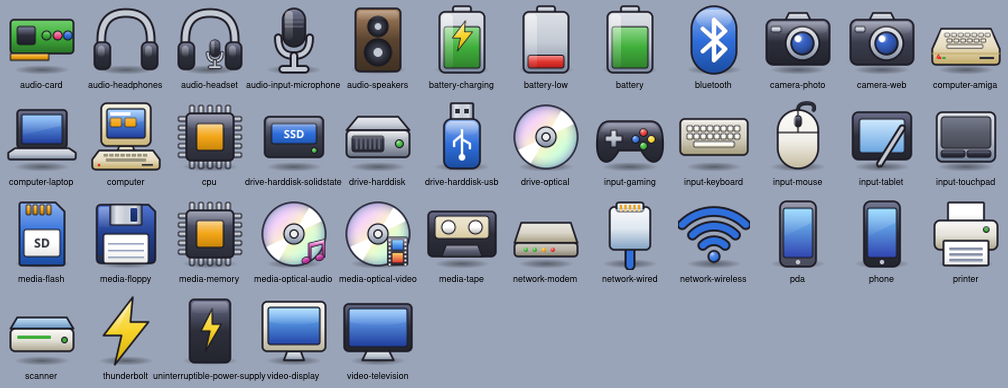 audio-card audio-headphones audio-headset audio-input-microphone audio-speakers battery-charging battery-low battery bluetooth camera-photo camera-web computer-amiga
SSD
computer-laptop computer cpu drive-harddisk-solidstate drive-harddisk drive-harddisk-usb drive-optical input-gaming input-keyboard input-mouse input-tablet input-touchpad
SD
media-flash media-floppy media-memory media-optical-audio media-optical-video media-tape network-modem network-wired network-wireless pda phone printer
scanner thunderbolt uninterruptible-power-supply video-display video-television